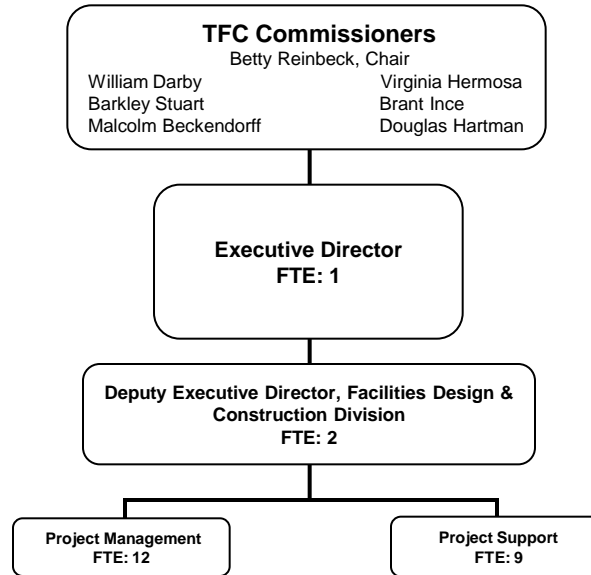 TFC Commissioners
Betty Reinbeck, Chair
William Darby Virginia Hermosa
Barkley Stuart Brant Ince
Malcolm Beckendorff Douglas Hartman
Executive Director
FTE: 1
Deputy Executive Director, Facilities Design &
Construction Division
FTE: 2
Project Management
FTE: 12
Project Support
FTE: 9